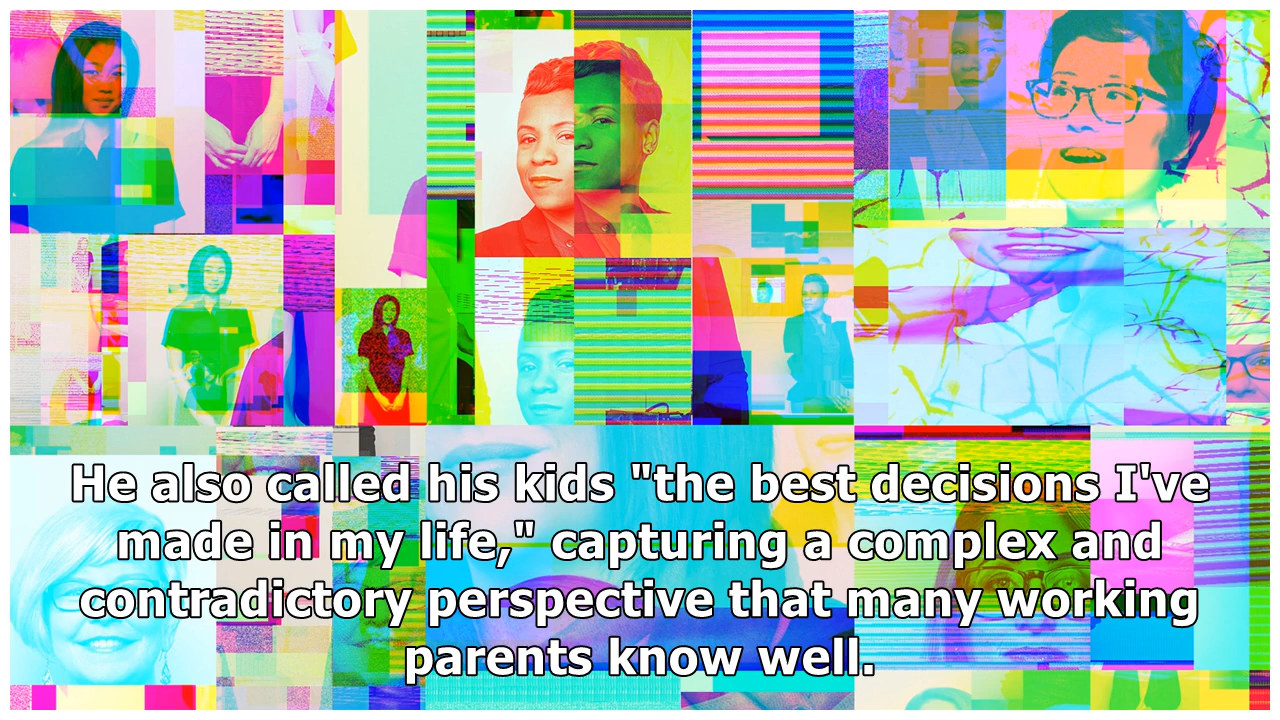 He also called his kids "the best decisions I've
made in my life," capturing a complex and
contradictory perspective that many working
parents know well.